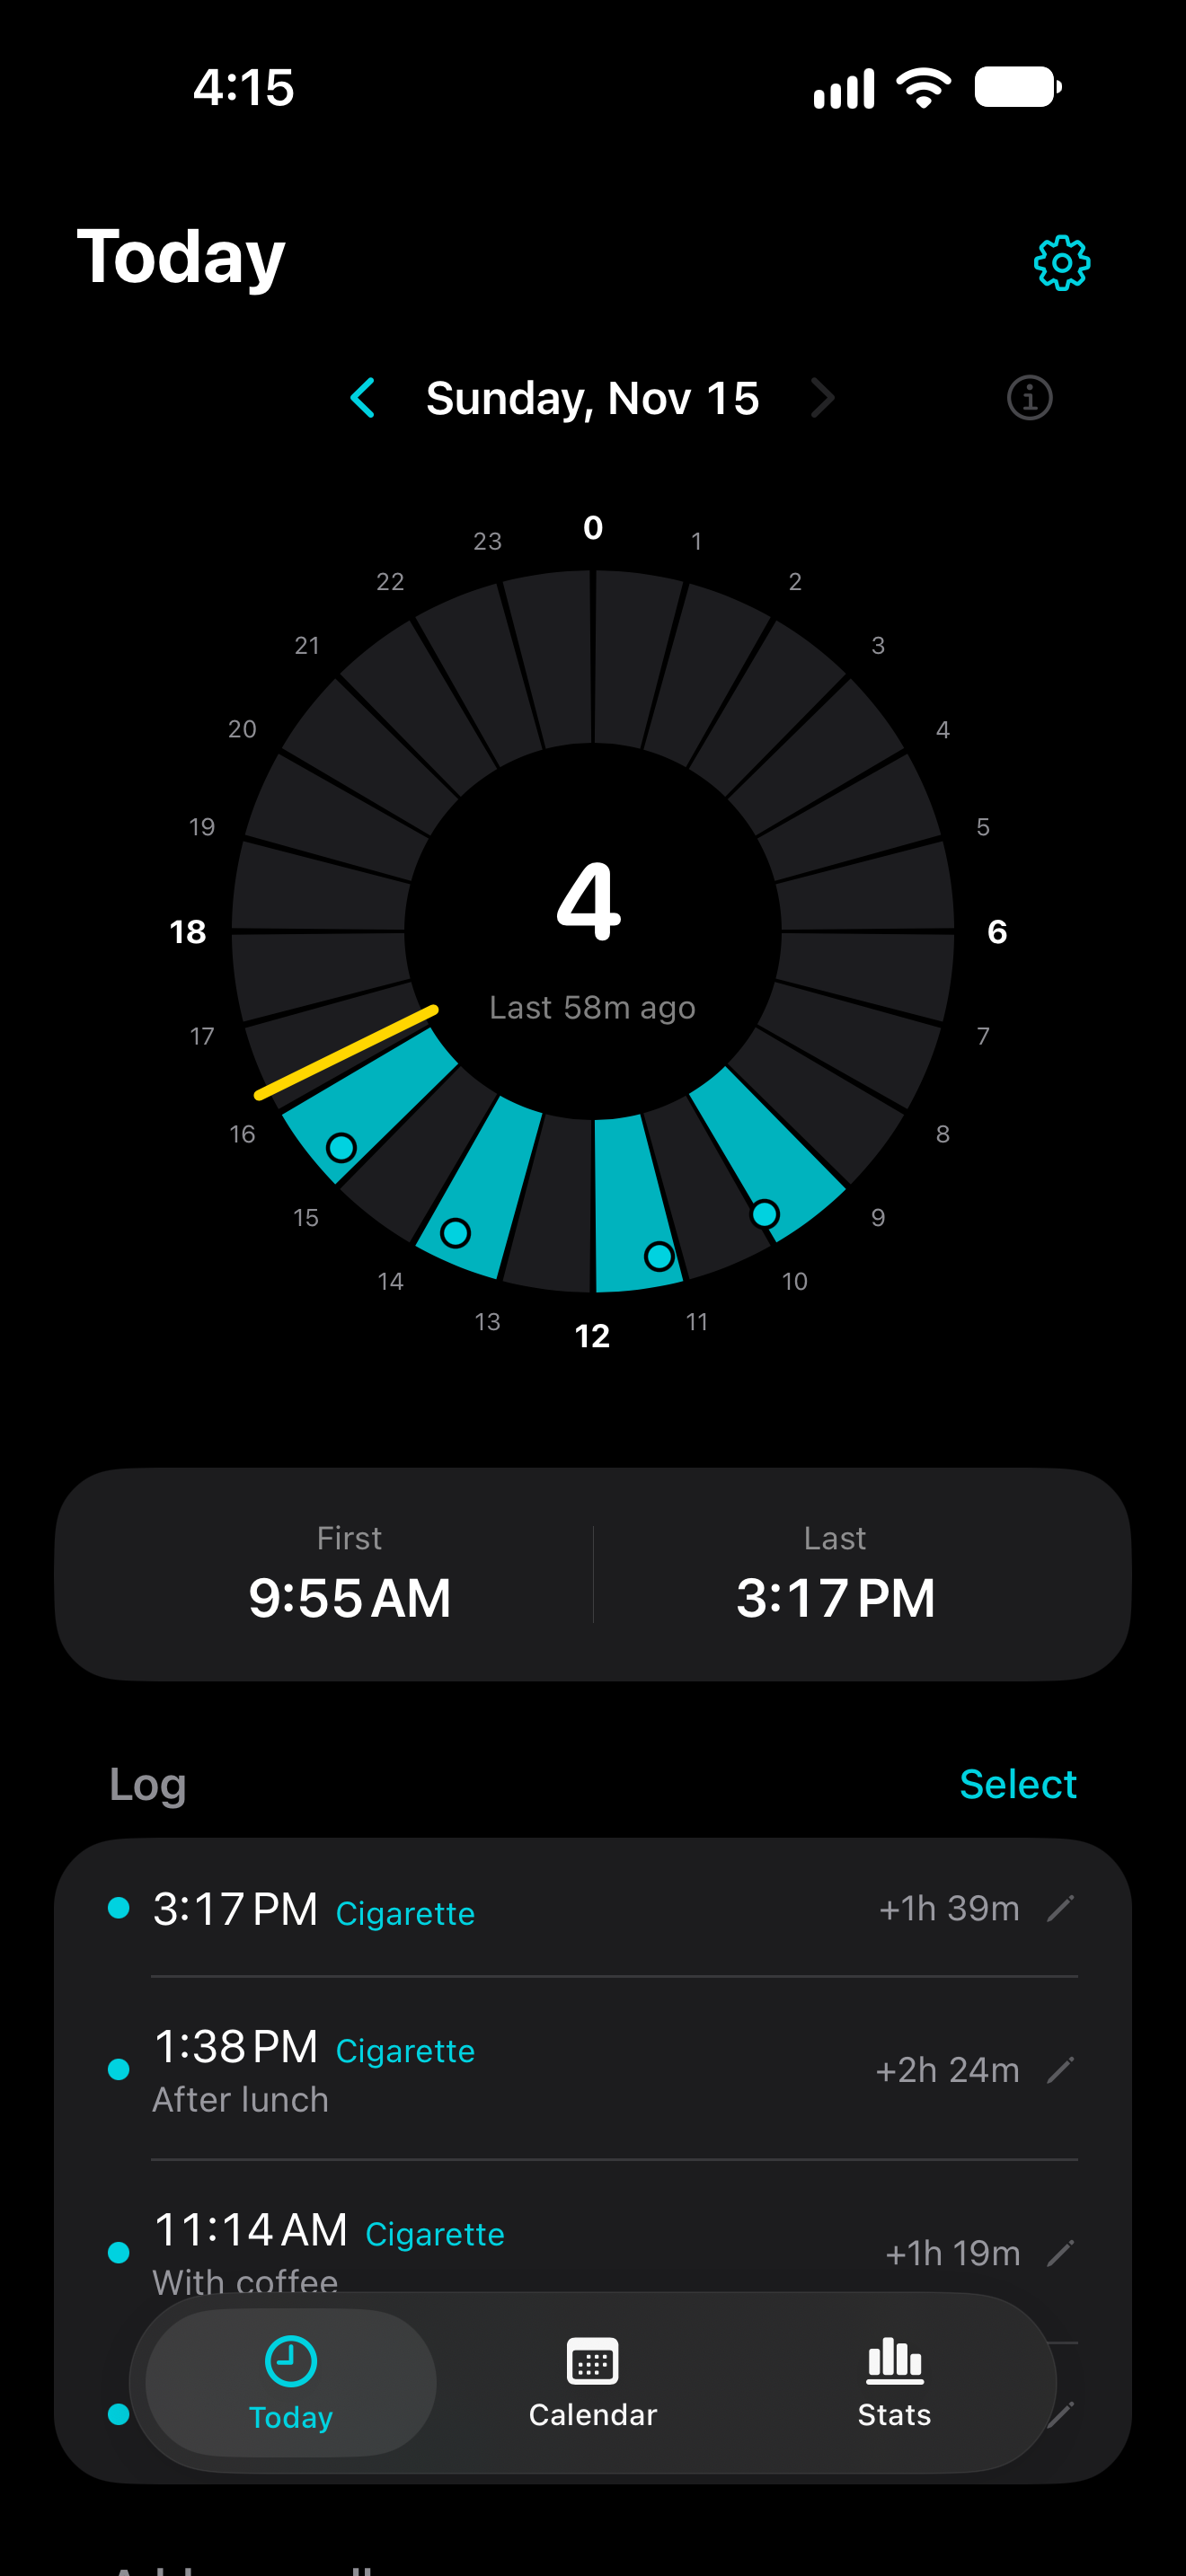 4:15
Today
Sunday, Nov 15
0
1
2
3
4
5
6
7
8
9
10
11
12
13
14
15
16
17
18
19
20
21
22
23
4
Last 58m ago
First
9:55 AM
Last
3:17 PM
Log
Select
3:17 PM Cigarette +1h 39m
1:38 PM Cigarette +2h 24m
After lunch
11:14 AM Cigarette +1h 19m
With coffee
Today
Calendar
Stats